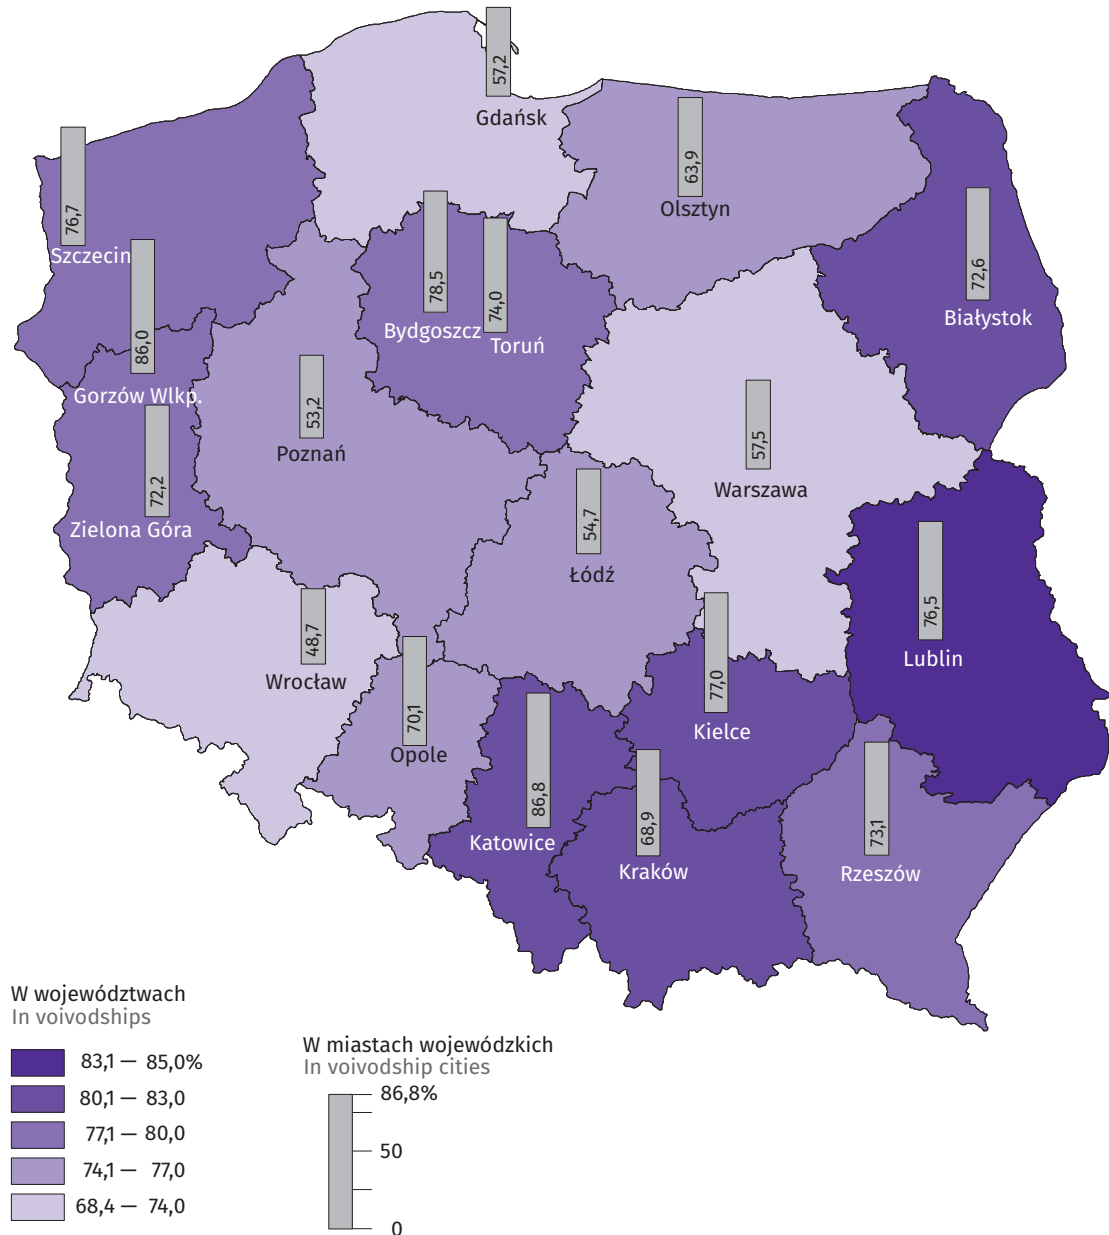 57,2
Gdańsk
63,9
Olsztyn
76,7
Szczecin
72,6
Białystok
78,5
Bydgoszcz
74,0
Toruń
86,0
Gorzów Wlkp.
53,2
Poznań
57,5
Warszawa
72,2
Zielona Góra
54,7
Łódź
76,5
Lublin
48,7
Wrocław
77,0
Kielce
70,1
Opole
86,8
Katowice
68,9
Kraków
73,1
Rzeszów
W województwach
In voivodships
83,1 — 85,0%
80,1 — 83,0
77,1 — 80,0
74,1 — 77,0
68,4 — 74,0
W miastach wojewódzkich
In voivodship cities
86,8%
50
0